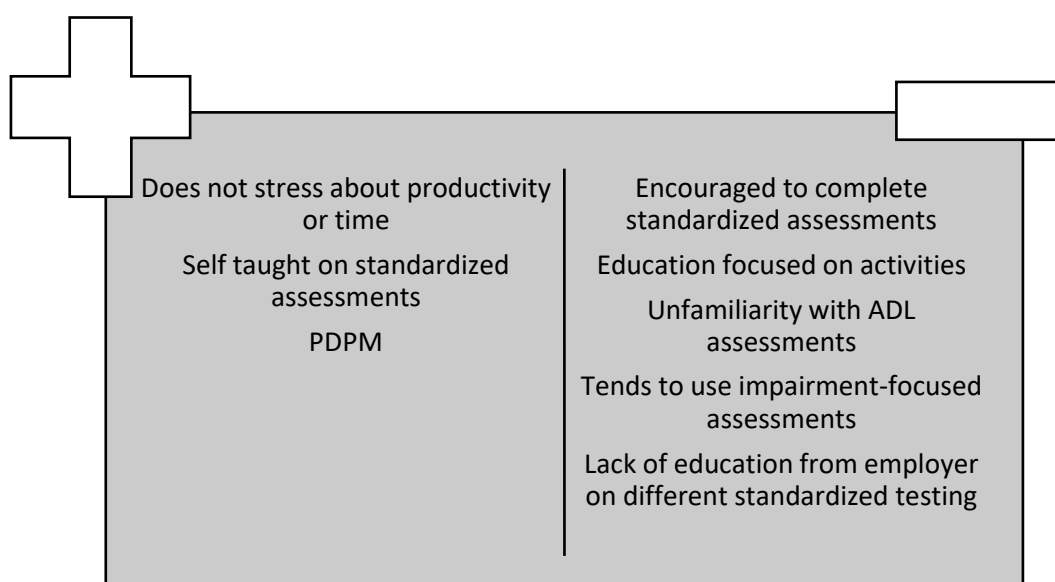 Does not stress about productivity
or time
Self taught on standardized
assessments
PDPM
Encouraged to complete
standardized assessments
Education focused on activities
Unfamiliarity with ADL
assessments
Tends to use impairment-focused
assessments
Lack of education from employer
on different standardized testing